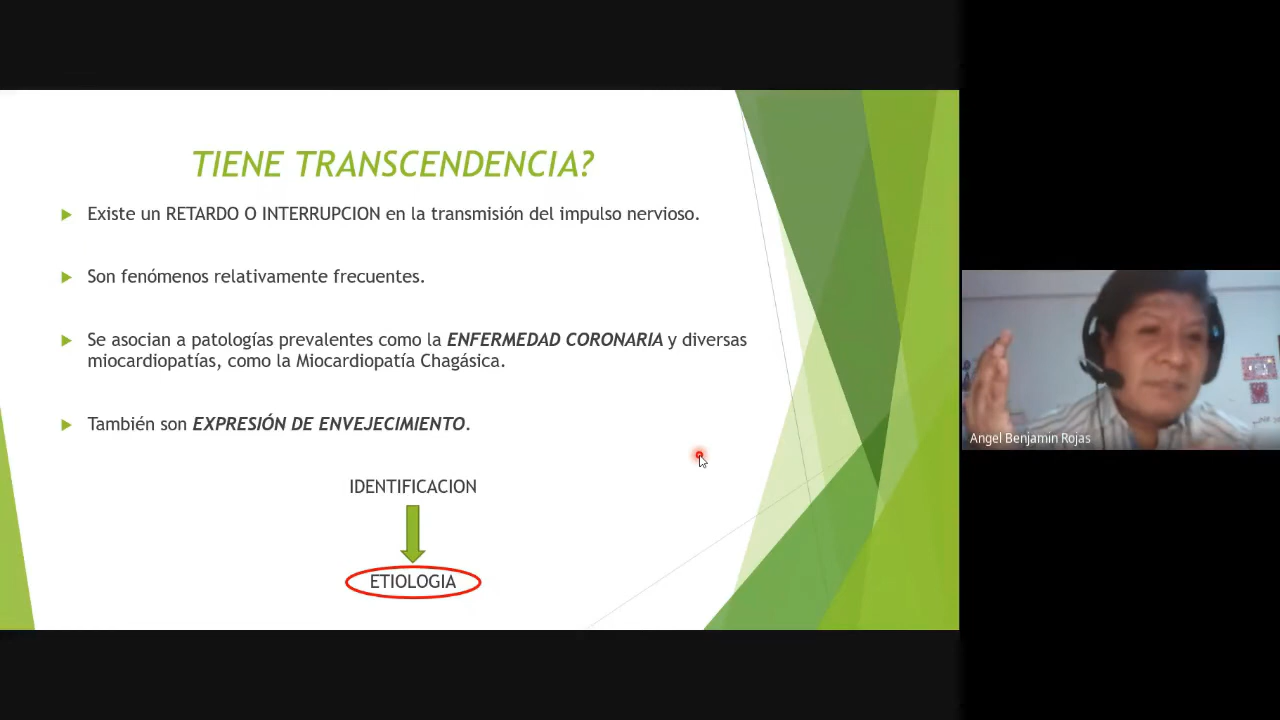 TIENE TRANSCENDENCIA?
Existe un RETARDO O INTERRUPCION en la transmisión del impulso nervioso.
Son fenómenos relativamente frecuentes.
Se asocian a patologías prevalentes como la ENFERMEDAD CORONARIA y diversas
miocardiopatías, como la Miocardiopatía Chagásica.
También son EXPRESIÓN DE ENVEJECIMIENTO.
IDENTIFICACION
ETIOLOGIA
Angel Benjamin Rojas